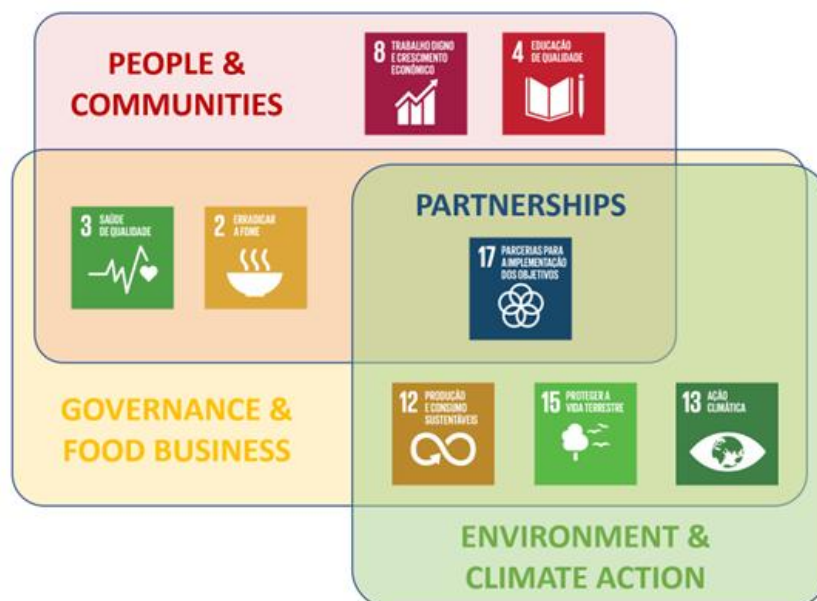 PEOPLE &
COMMUNITIES
8 TRABALHO DIGNO
E CRESCIMENTO
ECONÓMICO
4 EDUCAÇÃO
DE QUALIDADE
3 SAÚDE
DE QUALIDADE
2 ERRADICAR
A FOME
PARTNERSHIPS
17 PARCERIAS PARA
A IMPLEMENTAÇÃO
DOS OBJETIVOS
GOVERNANCE &
FOOD BUSINESS
12 PRODUÇÃO
E CONSUMO
SUSTENTÁVEIS
15 PROTEGER A
VIDA TERRESTRE
13 AÇÃO
CLIMÁTICA
ENVIRONMENT &
CLIMATE ACTION